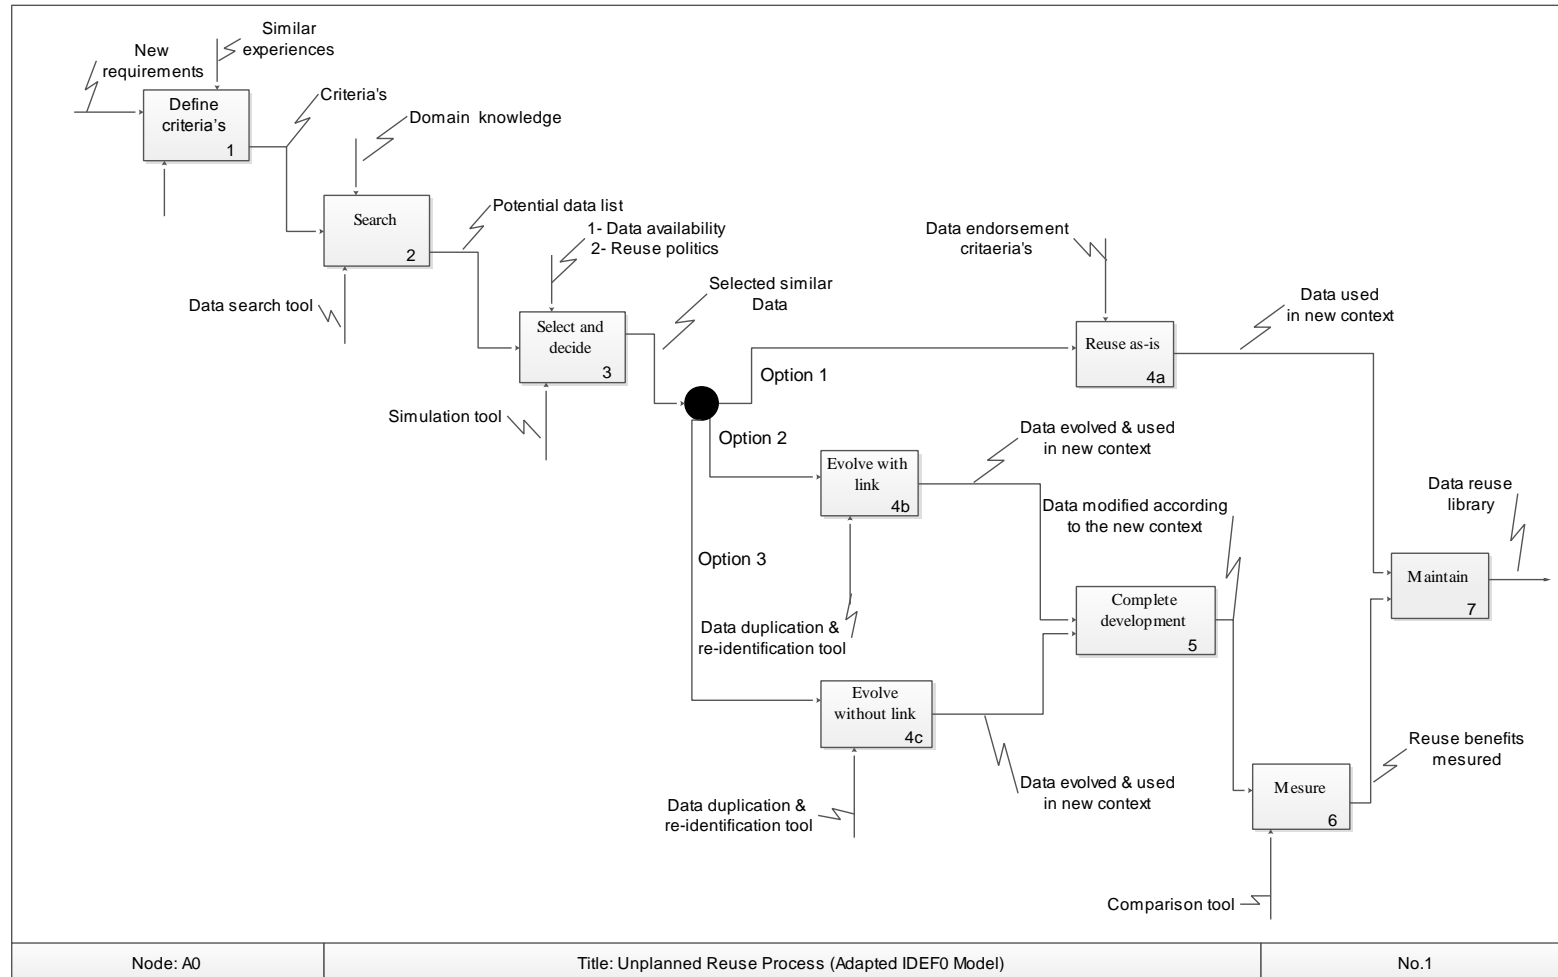 Similar
experiences
New
requirements
Define
criteria's
1
Criteria's
Domain knowledge
Search
2
Potential data list
1- Data availability
2- Reuse politics
Data search tool
Select and
decide
3
Selected similar
Data
Simulation tool
Option 1
Option 2
Option 3
Data endorsement
critaeria's
Reuse as-is
4a
Data used
in new context
Evolve with
link
4b
Data evolved & used
in new context
Data duplication &
re-identification tool
Data modified according
to the new context
Complete
development
5
Data reuse
library
Maintain
7
Evolve
without link
4c
Data duplication &
re-identification tool
Data evolved & used
in new context
Mesure
6
Reuse benefits
mesured
Comparison tool
Node: A0
Title: Unplanned Reuse Process (Adapted IDEF0 Model)
No.1